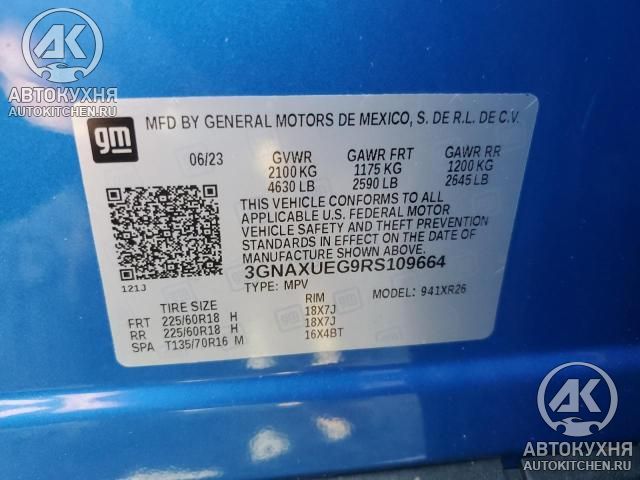 AK
АВТОКУХНЯ
AUTOKITCHEN.RU
gm
MFD BY GENERAL MOTORS DE MEXICO, S. DE R.L. DE C.V.
06/23 GVWR GAWR FRT GAWR RR
2100 KG 1175 KG 1200 KG
4630 LB 2590 LB 2645 LB
THIS VEHICLE CONFORMS TO ALL
APPLICABLE U.S. FEDERAL MOTOR
VEHICLE SAFETY AND THEFT PREVENTION
STANDARDS IN EFFECT ON THE DATE OF
MANUFACTURE SHOWN ABOVE.
3GNAXUEG9RS109664
121J TYPE: MPV MODEL: 941XR26
TIRE SIZE RIM
FRT 225/60R18 H 18X7J
RR 225/60R18 H 18X7J
SPA T135/70R16 M 16X4BT
AK
АВТОКУХНЯ
AUTOKITCHEN.RU